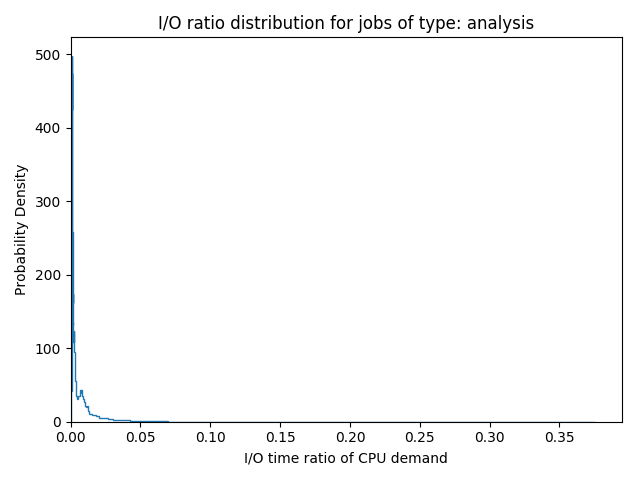 I/O ratio distribution for jobs of type: analysis
500
400
300
200
100
0
Probability Density
0.00 0.05 0.10 0.15 0.20 0.25 0.30 0.35
I/O time ratio of CPU demand